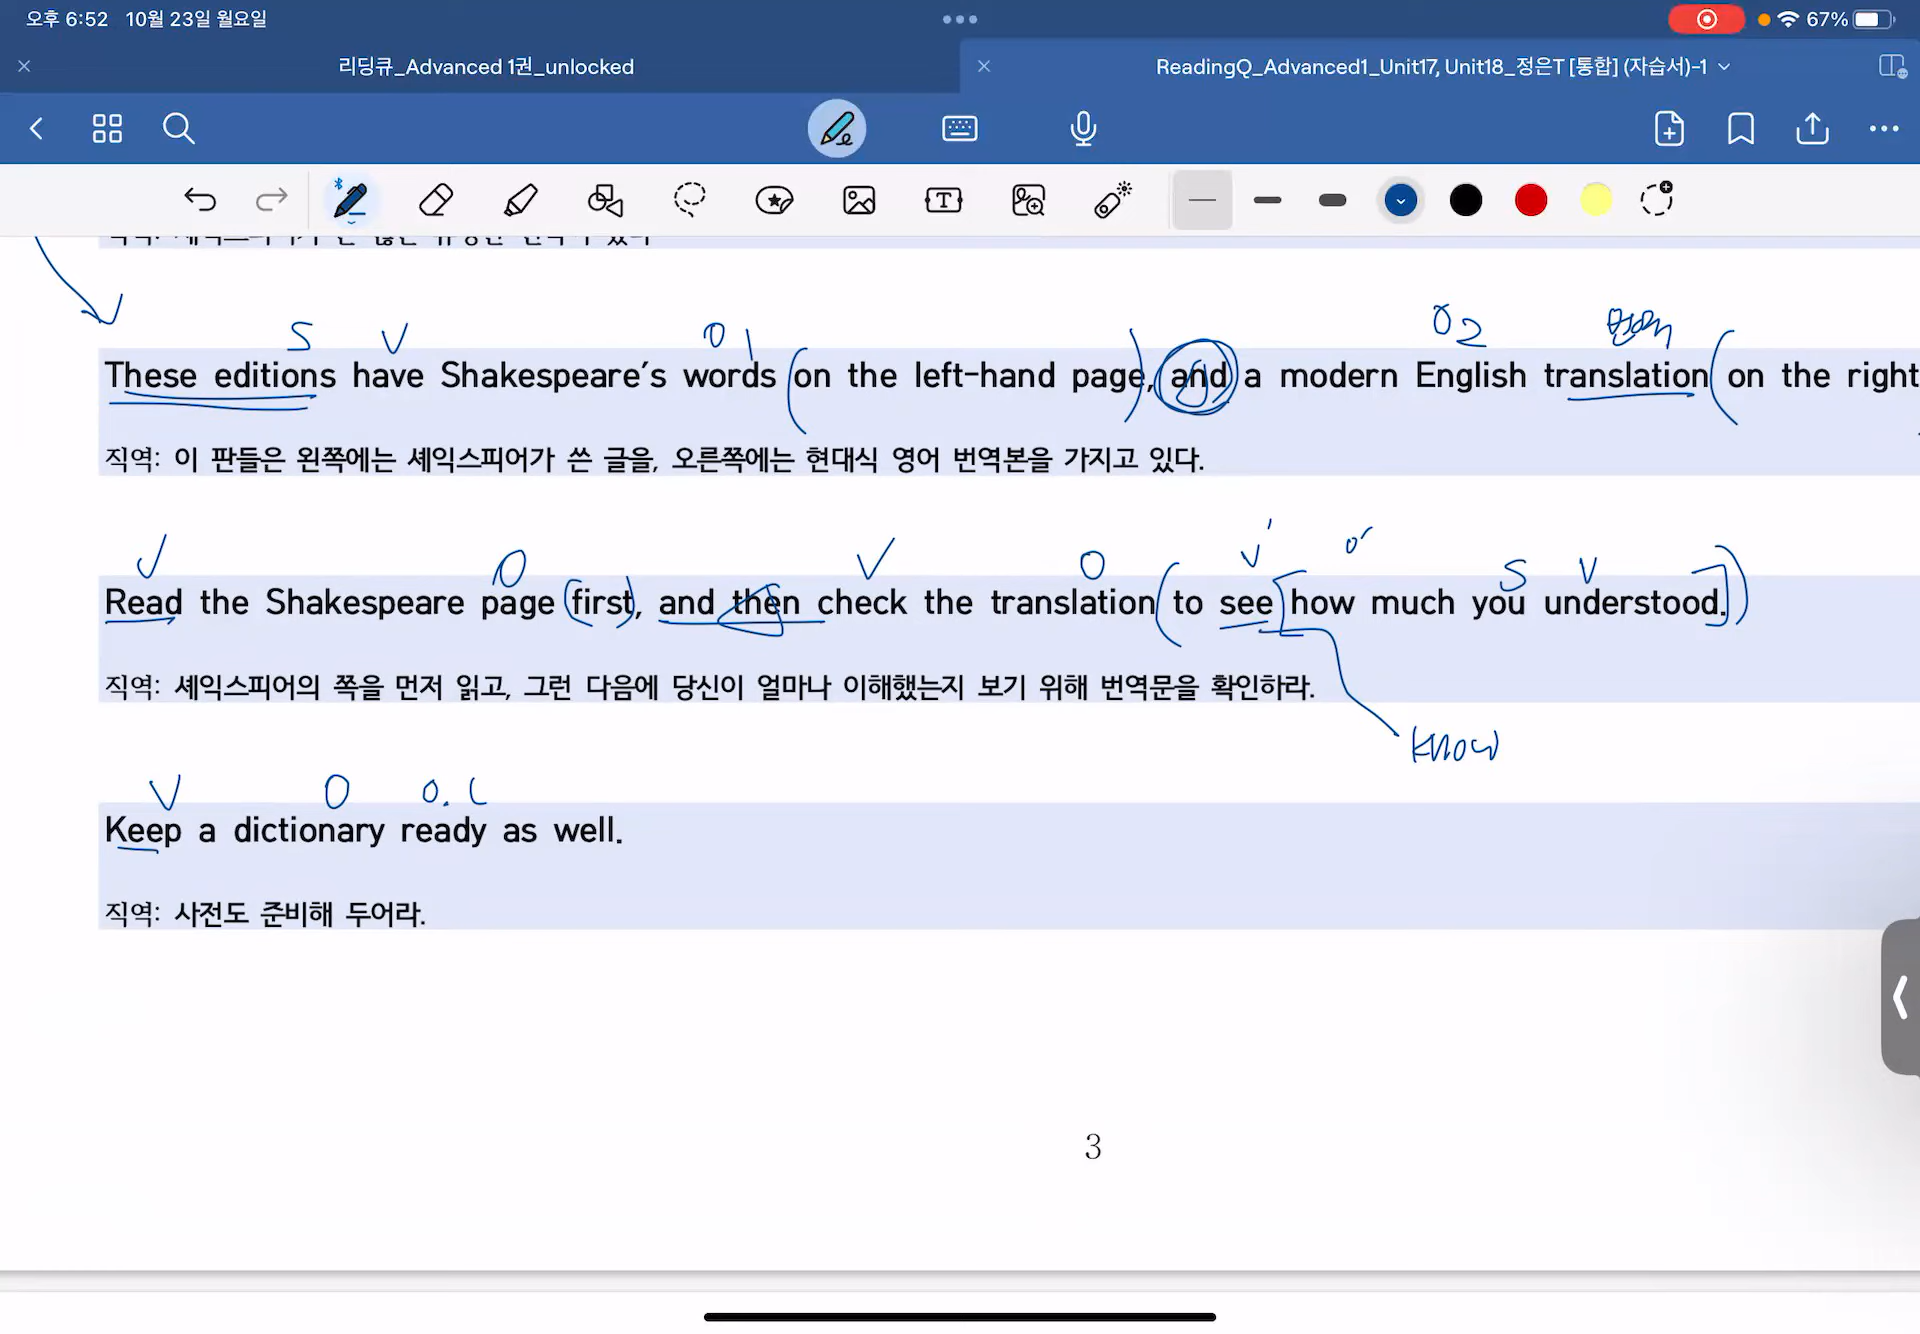 오후 6:52 10월 23일 월요일
67%
리딩큐_Advanced 1권_unlocked
ReadingQ_Advanced1_Unit17, Unit18_정은T [통합] (자습서)-1
S V O 1 O2 번역
These editions have Shakespeare's words (on the left-hand page), and a modern English translation (on the right
직역: 이 판들은 왼쪽에는 셰익스피어가 쓴 글을, 오른쪽에는 현대식 영어 번역본을 가지고 있다.
V O V O V' O' S V
Read the Shakespeare page (first), and then check the translation (to see [how much you understood.])
직역: 셰익스피어의 쪽을 먼저 읽고, 그런 다음에 당신이 얼마나 이해했는지 보기 위해 번역문을 확인하라.
know
V O O.C
Keep a dictionary ready as well.
직역: 사전도 준비해 두어라.
3